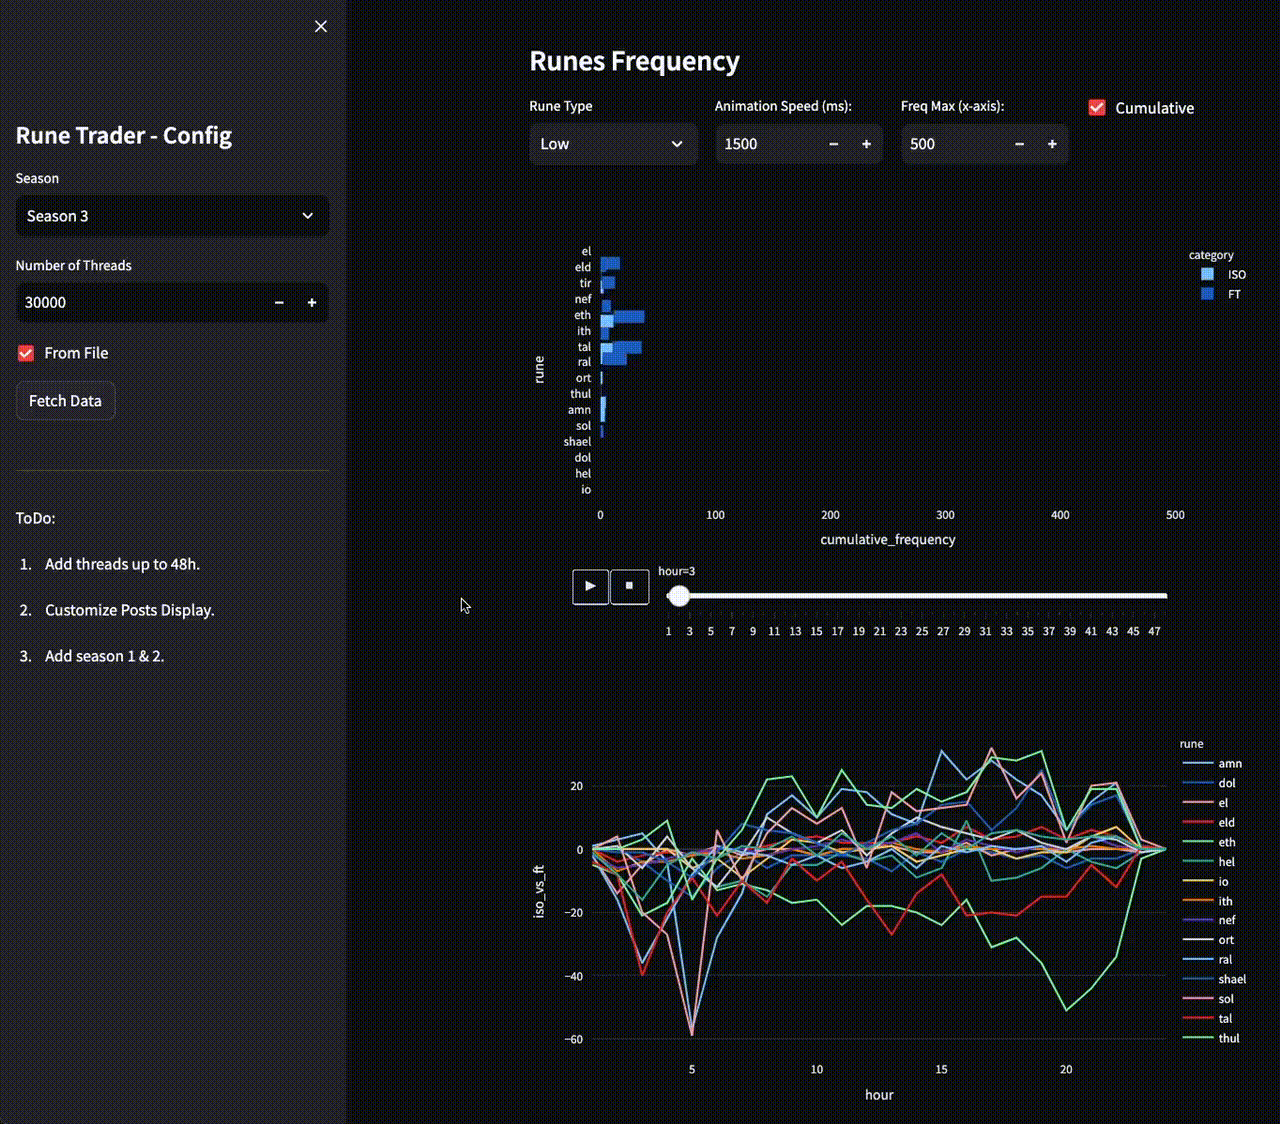 Rune Trader - Config
Season
Season 3
Number of Threads
30000
From File
Fetch Data
ToDo:
1. Add threads up to 48h.
2. Customize Posts Display.
3. Add season 1 & 2.
Runes Frequency
Rune Type
Low
Animation Speed (ms):
1500
Freq Max (x-axis):
500
Cumulative
rune
el
eld
tir
nef
eth
ith
tal
ral
ort
thul
amn
sol
shael
dol
hel
io
0 100 200 300 400 500
cumulative_frequency
category
ISO
FT
hour=3
1 3 5 7 9 11 13 15 17 19 21 23 25 27 29 31 33 35 37 39 41 43 45 47
iso_vs_ft
20
0
−20
−40
−60
5 10 15 20
hour
rune
amn
dol
el
eld
eth
hel
io
ith
nef
ort
ral
shael
sol
tal
thul